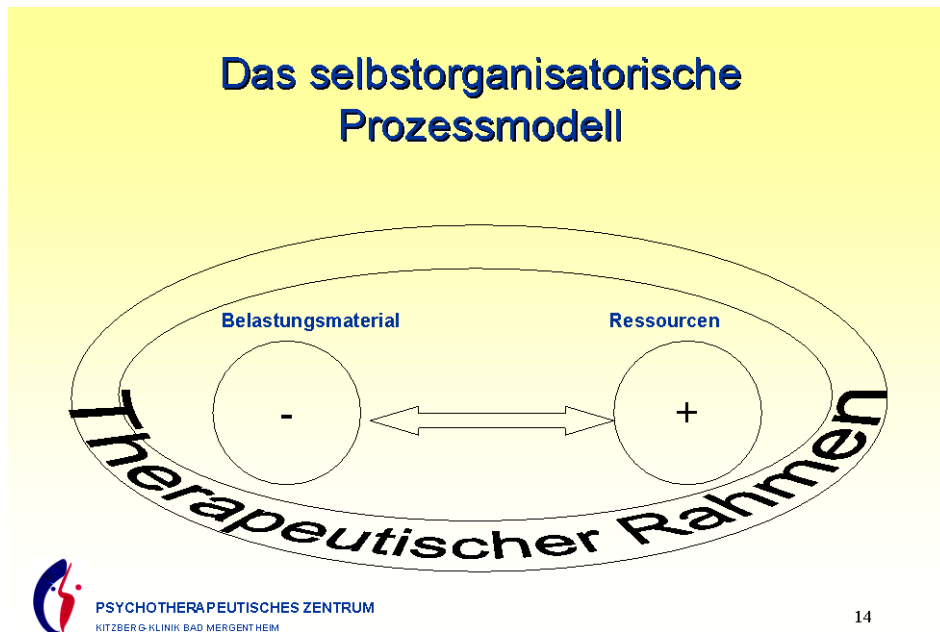 Das selbstorganisatorische
Prozessmodell
Belastungsmaterial
Ressourcen
-
+
Therapeutischer Rahmen
PSYCHOTHERAPEUTISCHES ZENTRUM
KITZBERG-KLINIK BAD MERGENTHEIM
14